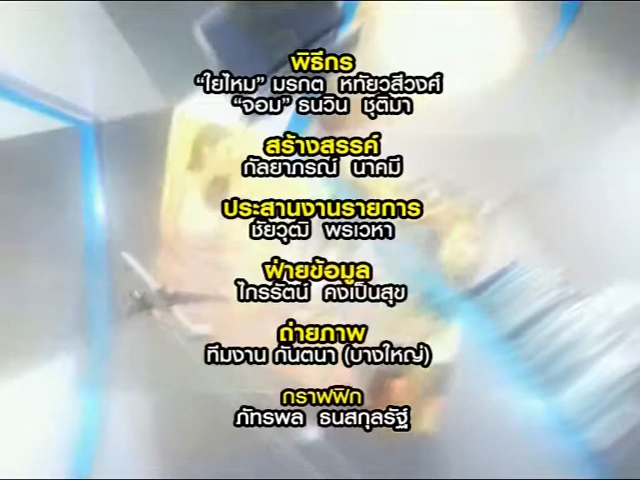 พิธีกร
“ใยไหม” มรกต หทัยวสีวงศ์
“จอม” ธนวิน ชุติมา
สร้างสรรค์
กัลยาภรณ์ นาคมี
ประสานงานรายการ
ชัยวุฒิ พรเวหา
ฝ่ายข้อมูล
ไกรรัตน์ คงเป็นสุข
ถ่ายภาพ
ทีมงาน กันตนา (บางใหญ่)
กราฟฟิก
ภัทรพล ธนสกุลรัฐ์